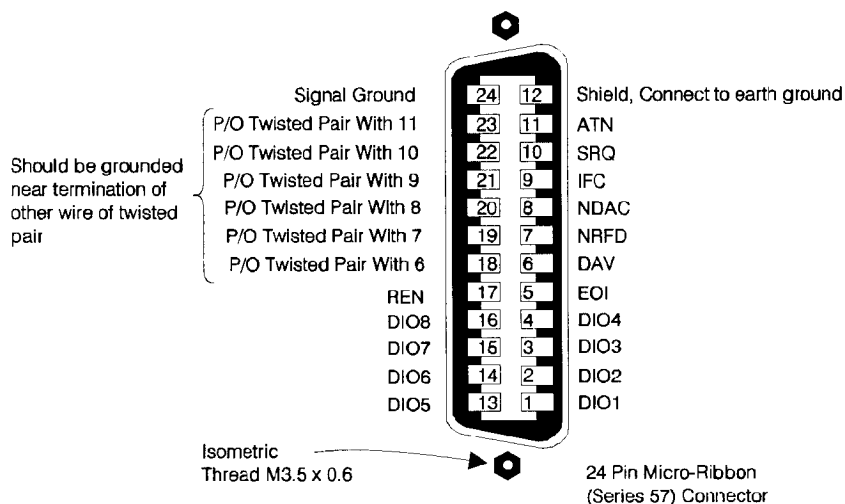 Signal Ground 24 12 Shield, Connect to earth ground
P/O Twisted Pair With 11 23 11 ATN
P/O Twisted Pair With 10 22 10 SRQ
P/O Twisted Pair With 9 21 9 IFC
P/O Twisted Pair With 8 20 8 NDAC
P/O Twisted Pair With 7 19 7 NRFD
P/O Twisted Pair With 6 18 6 DAV
REN 17 5 EOI
DIO8 16 4 DIO4
DIO7 15 3 DIO3
DIO6 14 2 DIO2
DIO5 13 1 DIO1
Should be grounded
near termination of
other wire of twisted
pair
Isometric
Thread M3.5 x 0.6
24 Pin Micro-Ribbon
(Series 57) Connector